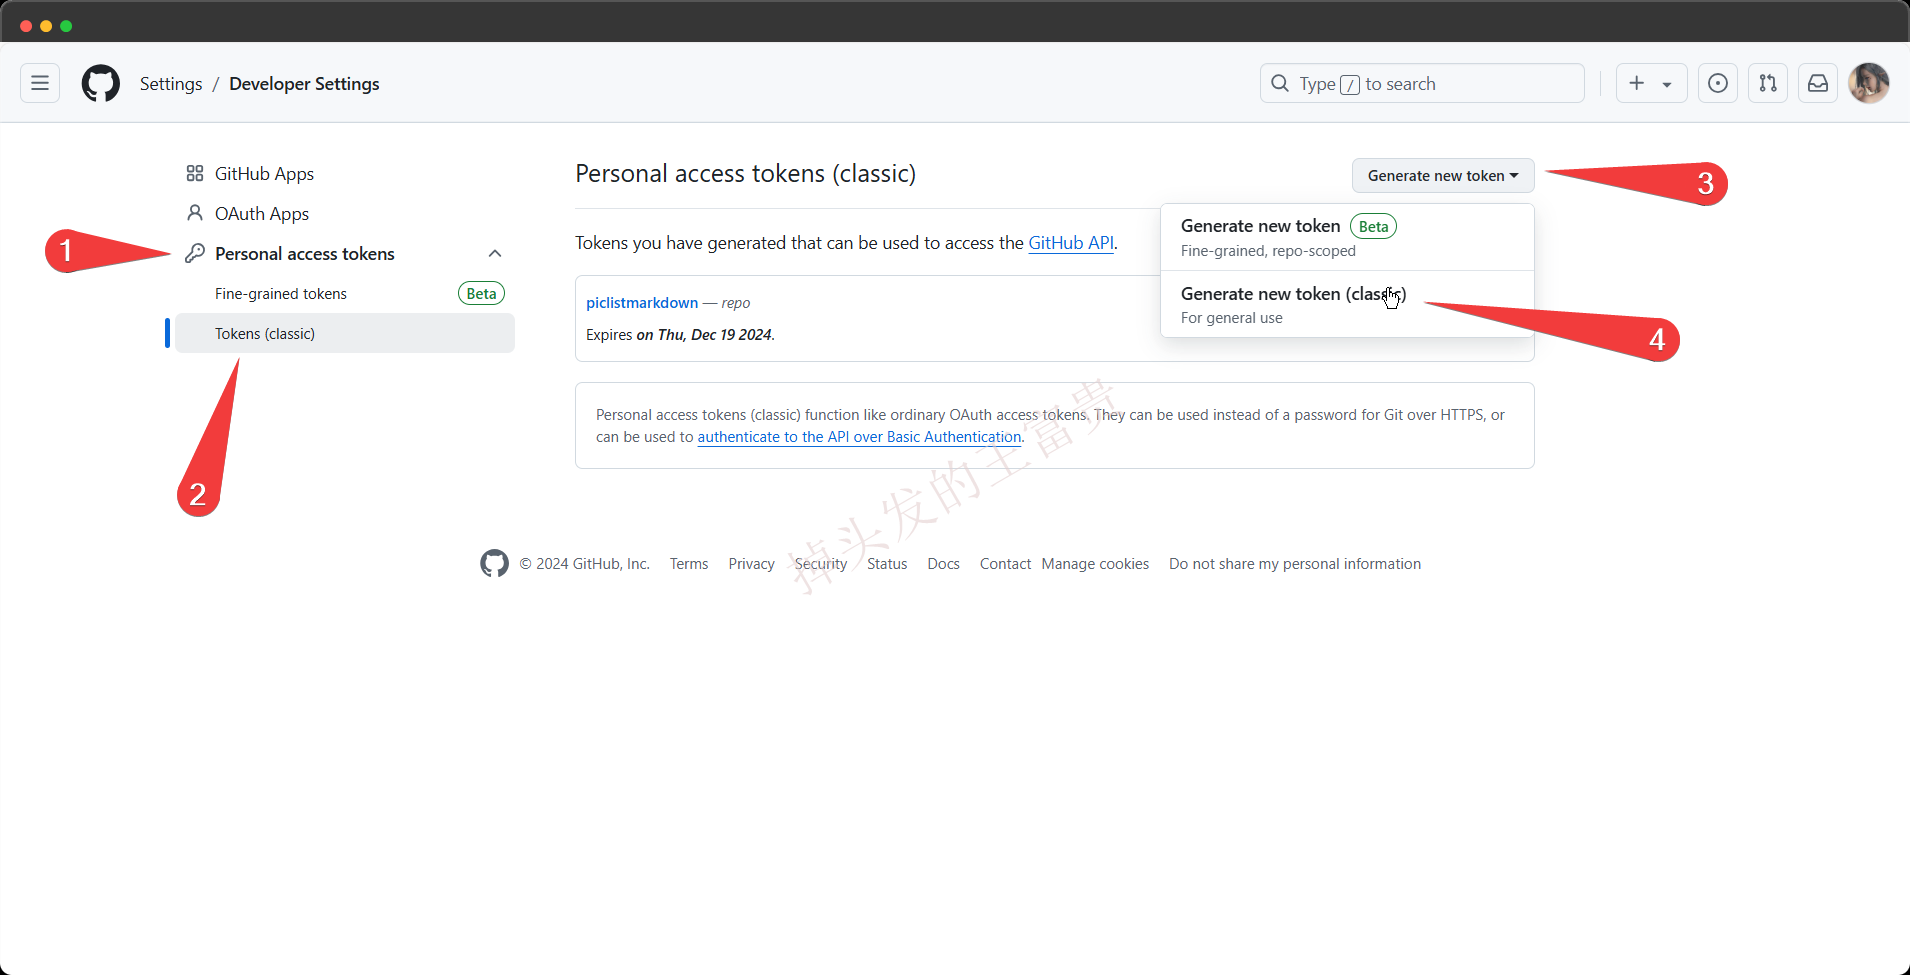 Settings / Developer Settings
Type / to search
GitHub Apps
OAuth Apps
1
Personal access tokens
Fine-grained tokens Beta
Tokens (classic)
2
Personal access tokens (classic)
Generate new token
3
Tokens you have generated that can be used to access the GitHub API.
Generate new token Beta
Fine-grained, repo-scoped
Generate new token (classic)
For general use
4
piclistmarkdown — repo
Expires on Thu, Dec 19 2024.
Personal access tokens (classic) function like ordinary OAuth access tokens. They can be used instead of a password for Git over HTTPS, or
can be used to authenticate to the API over Basic Authentication.
掉头发的王富贵
© 2024 GitHub, Inc. Terms Privacy Security Status Docs Contact Manage cookies Do not share my personal information